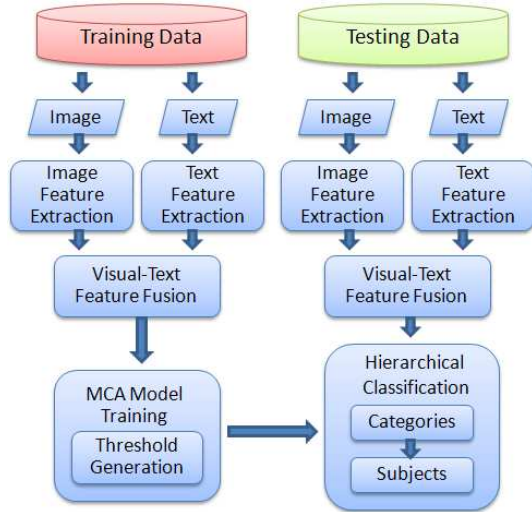 Training Data
Testing Data
Image
Text
Image
Text
Image
Feature
Extraction
Text
Feature
Extraction
Image
Feature
Extraction
Text
Feature
Extraction
Visual-Text
Feature Fusion
Visual-Text
Feature Fusion
MCA Model
Training
Threshold
Generation
Hierarchical
Classification
Categories
Subjects